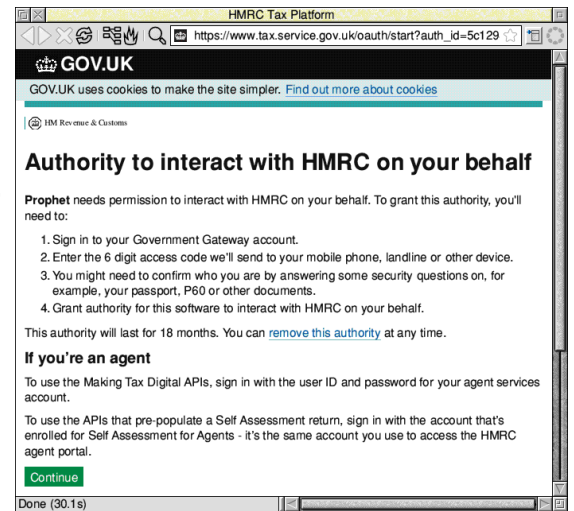 HMRC Tax Platform
https://www.tax.service.gov.uk/oauth/start?auth_id=5c129
GOV.UK
GOV.UK uses cookies to make the site simpler. Find out more about cookies
HM Revenue & Customs
Authority to interact with HMRC on your behalf
Prophet needs permission to interact with HMRC on your behalf. To grant this authority, you'll
need to:
1. Sign in to your Government Gateway account.
2. Enter the 6 digit access code we'll send to your mobile phone, landline or other device.
3. You might need to confirm who you are by answering some security questions on, for
example, your passport, P60 or other documents.
4. Grant authority for this software to interact with HMRC on your behalf.
This authority will last for 18 months. You can remove this authority at any time.
If you're an agent
To use the Making Tax Digital APIs, sign in with the user ID and password for your agent services
account.
To use the APIs that pre-populate a Self Assessment return, sign in with the account that's
enrolled for Self Assessment for Agents - it's the same account you use to access the HMRC
agent portal.
Continue
Done (30.1s)